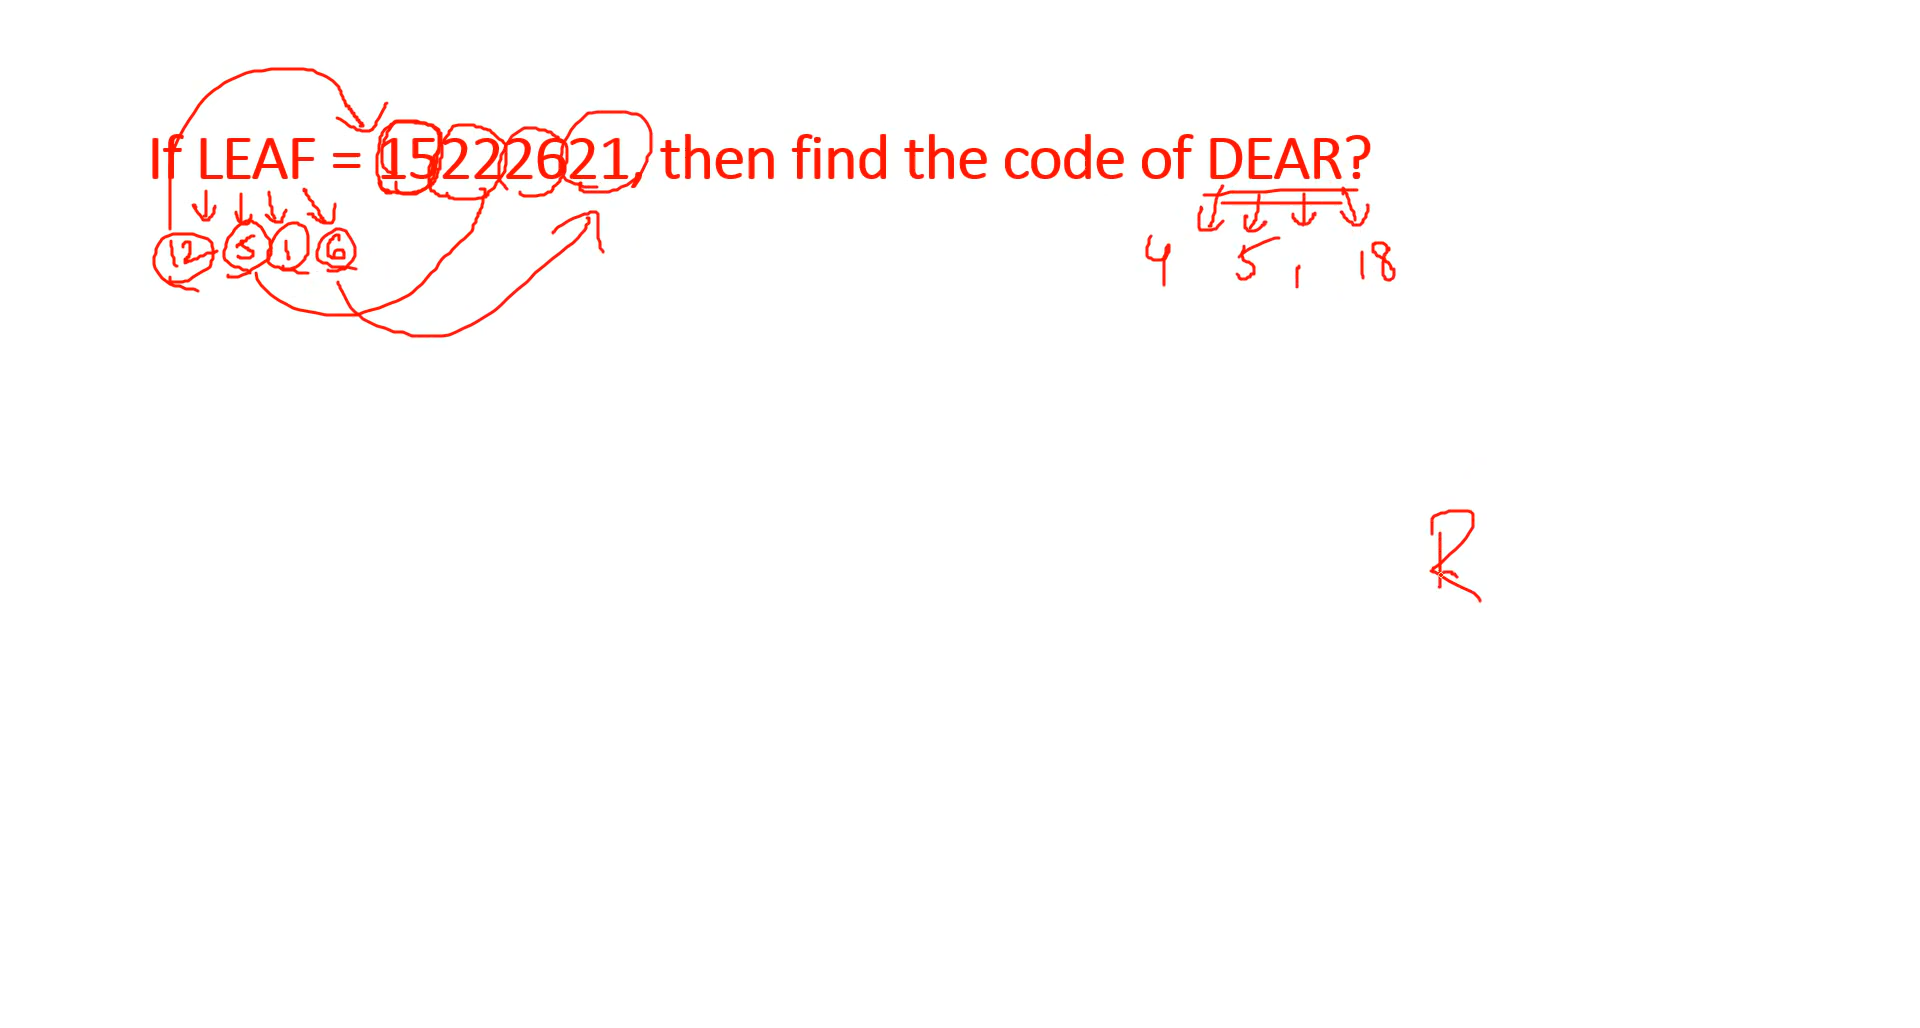 If LEAF = 15222621, then find the code of DEAR?
12 5 1 6 4 5 1 18
R